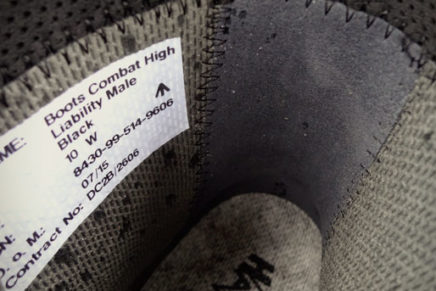 ME: Boots Combat High
Liability Male
Black
10 W
8430-99-514-9606
N:
D. o. M.: 07/15
Contract No: DC2B/2606